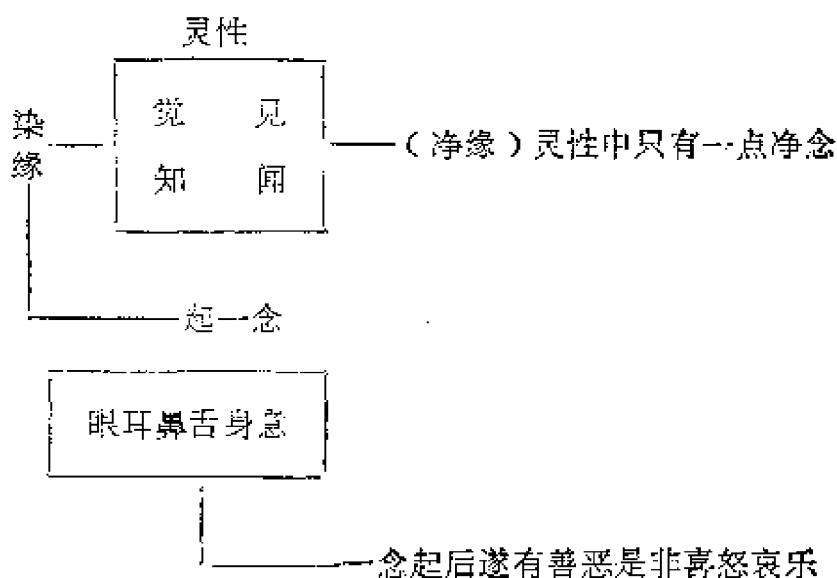 灵性
觉 见
知 闻
染缘
(净缘)灵性中只有一点净念
起一念
眼耳鼻舌身意
念起后遂有善恶是非喜怒哀乐